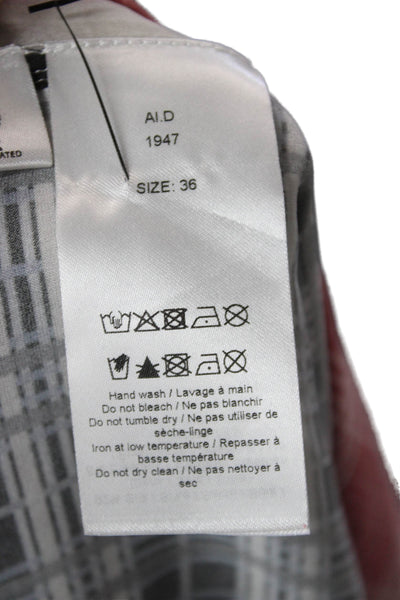 AI.D
1947
SIZE: 36
ATED
Hand wash / Lavage à main
Do not bleach / Ne pas blanchir
Do not tumble dry / Ne pas utiliser de
sèche-linge
Iron at low temperature / Repasser à
basse température
Do not dry clean / Ne pas nettoyer à
sec